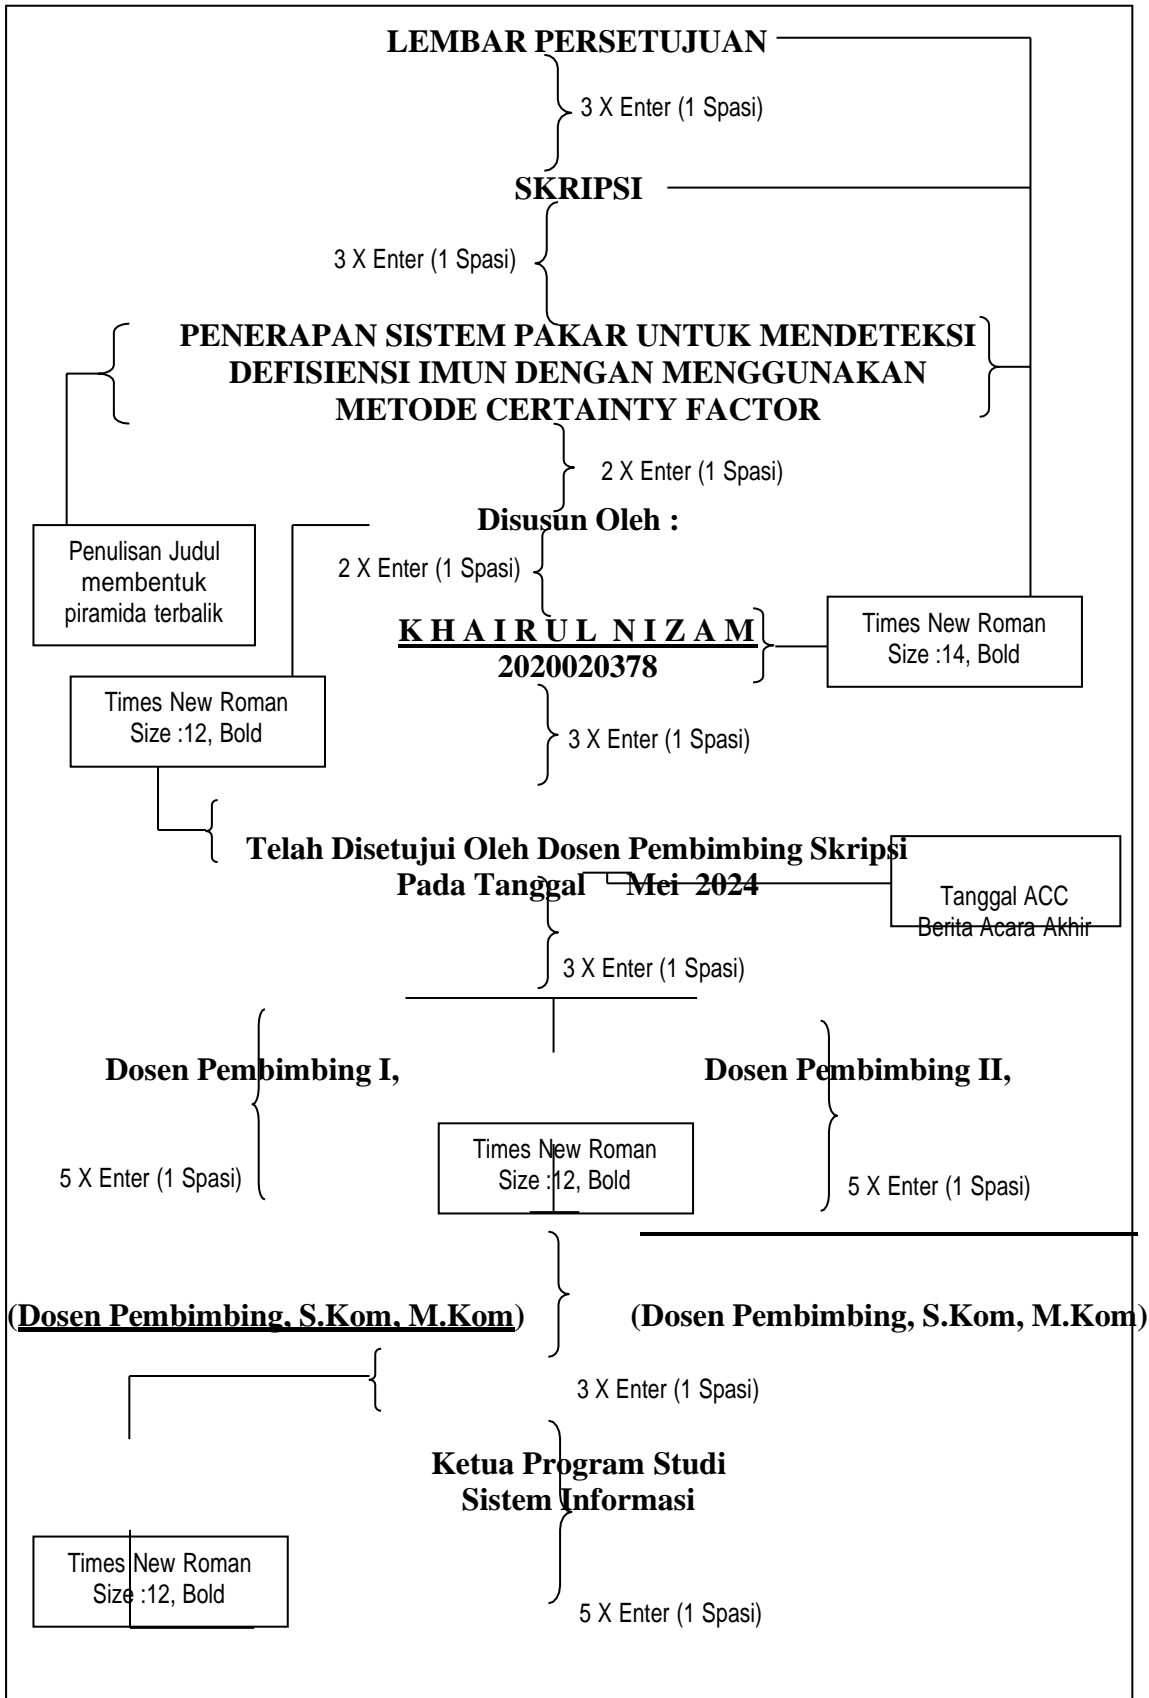 LEMBAR PERSETUJUAN
3 X Enter (1 Spasi)
SKRIPSI
3 X Enter (1 Spasi)
PENERAPAN SISTEM PAKAR UNTUK MENDETEKSI
DEFISIENSI IMUN DENGAN MENGGUNAKAN
METODE CERTAINTY FACTOR
2 X Enter (1 Spasi)
Disusun Oleh :
Penulisan Judul
membentuk
piramida terbalik
2 X Enter (1 Spasi)
K H A I R U L  N I Z A M
2020020378
Times New Roman
Size :14, Bold
Times New Roman
Size :12, Bold
3 X Enter (1 Spasi)
Telah Disetujui Oleh Dosen Pembimbing Skripsi
Pada Tanggal     Mei  2024
Tanggal ACC
Berita Acara Akhir
3 X Enter (1 Spasi)
Dosen Pembimbing I,
Dosen Pembimbing II,
Times New Roman
Size :12, Bold
5 X Enter (1 Spasi)
5 X Enter (1 Spasi)
(Dosen Pembimbing, S.Kom, M.Kom)
(Dosen Pembimbing, S.Kom, M.Kom)
3 X Enter (1 Spasi)
Ketua Program Studi
Sistem Informasi
Times New Roman
Size :12, Bold
5 X Enter (1 Spasi)